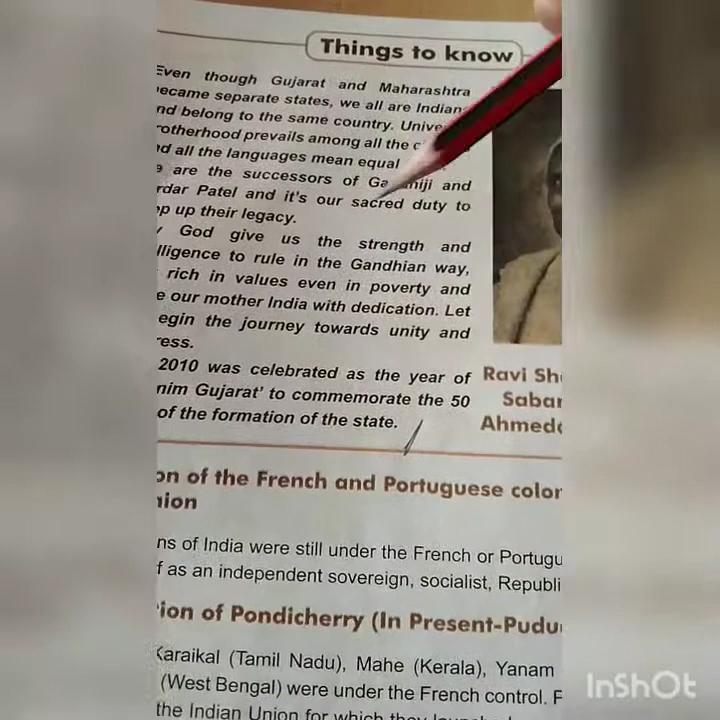 Things to know
Even though Gujarat and Maharashtra
ecame separate states, we all are Indian
nd belong to the same country. Unive
rotherhood prevails among all the c
d all the languages mean equal
e are the successors of Ga hiji and
rdar Patel and it's our sacred duty to
p up their legacy.
y God give us the strength and
lligence to rule in the Gandhian way,
rich in values even in poverty and
e our mother India with dedication. Let
egin the journey towards unity and
ress.
2010 was celebrated as the year of
nim Gujarat' to commemorate the 50
of the formation of the state.
Ravi Sh
Sabar
Ahmed
on of the French and Portuguese color
nion
ns of India were still under the French or Portugu
f as an independent sovereign, socialist, Republi
ion of Pondicherry (In Present-Pudu
Karaikal (Tamil Nadu), Mahe (Kerala), Yanam
(West Bengal) were under the French control. F
the Indian Union for which they
InShOt